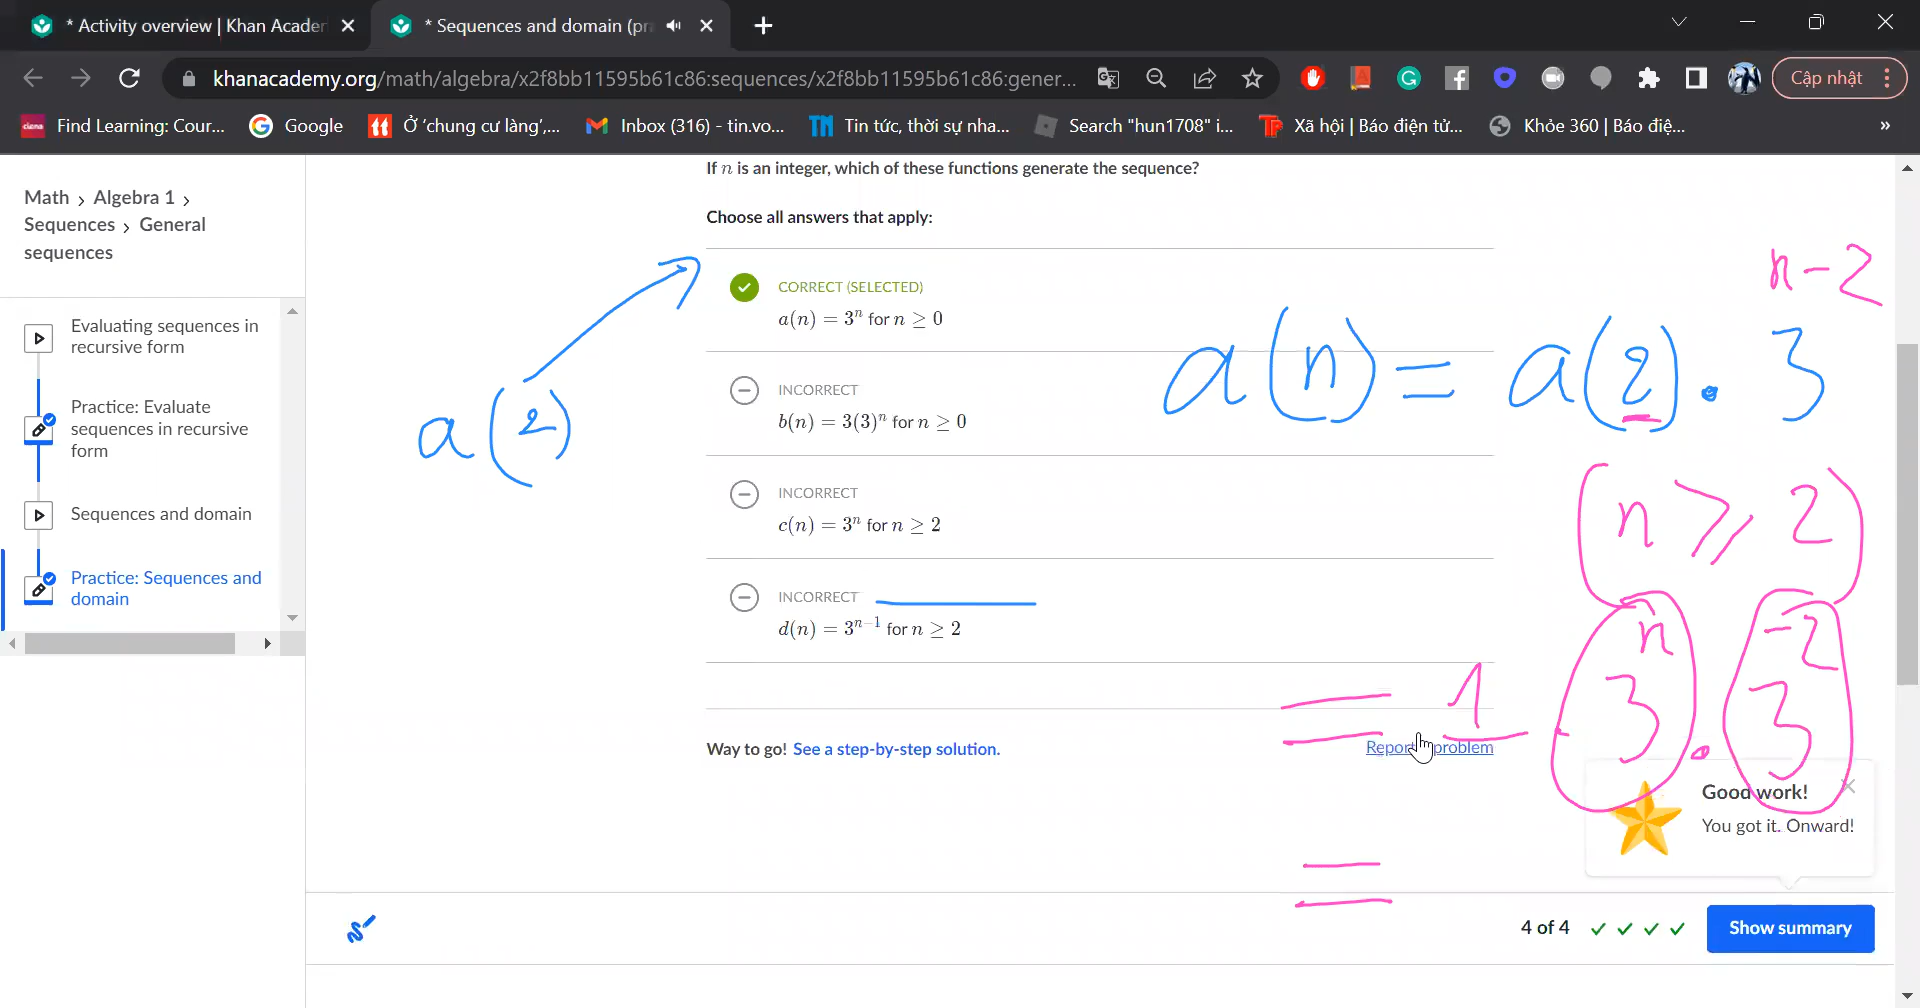 * Activity overview | Khan Acader
* Sequences and domain (pra
khanacademy.org/math/algebra/x2f8bb11595b61c86:sequences/x2f8bb11595b61c86:gener...
Cập nhật
Find Learning: Cour...
Google
Ở 'chung cư làng',...
Inbox (316) - tin.vo...
Tin tức, thời sự nha...
Search "hun1708" i...
Xã hội | Báo điện tử...
Khỏe 360 | Báo điệ...
»
Math › Algebra 1 ›
Sequences › General
sequences
Evaluating sequences in
recursive form
Practice: Evaluate
sequences in recursive
form
Sequences and domain
Practice: Sequences and
domain
If n is an integer, which of these functions generate the sequence?
Choose all answers that apply:
CORRECT (SELECTED)
a(n) = 3ⁿ for n ≥ 0
INCORRECT
b(n) = 3(3)ⁿ for n ≥ 0
INCORRECT
c(n) = 3ⁿ for n ≥ 2
INCORRECT
d(n) = 3ⁿ⁻¹ for n ≥ 2
a(2)
n-2
a(n) = a(2) . 3
(n ≥ 2)
n -2
= 1 . 3 . 3
=
Way to go! See a step-by-step solution.
Report problem
Good work!
You got it. Onward!
4 of 4
Show summary